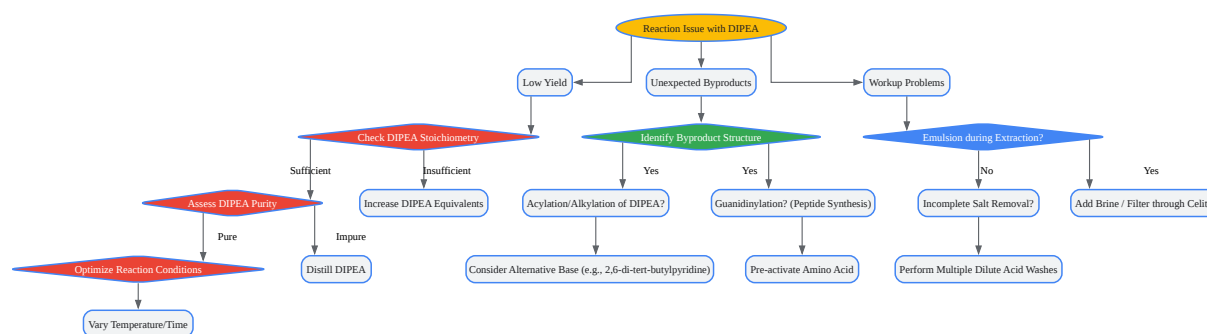 Reaction Issue with DIPEA
Low Yield
Unexpected Byproducts
Workup Problems
Check DIPEA Stoichiometry
Identify Byproduct Structure
Emulsion during Extraction?
Sufficient
Insufficient
Yes
Yes
No
Yes
Assess DIPEA Purity
Increase DIPEA Equivalents
Acylation/Alkylation of DIPEA?
Guanidinylation? (Peptide Synthesis)
Incomplete Salt Removal?
Add Brine / Filter through Celit
Pure
Impure
Optimize Reaction Conditions
Distill DIPEA
Consider Alternative Base (e.g., 2,6-di-tert-butylpyridine)
Pre-activate Amino Acid
Perform Multiple Dilute Acid Washes
Vary Temperature/Time